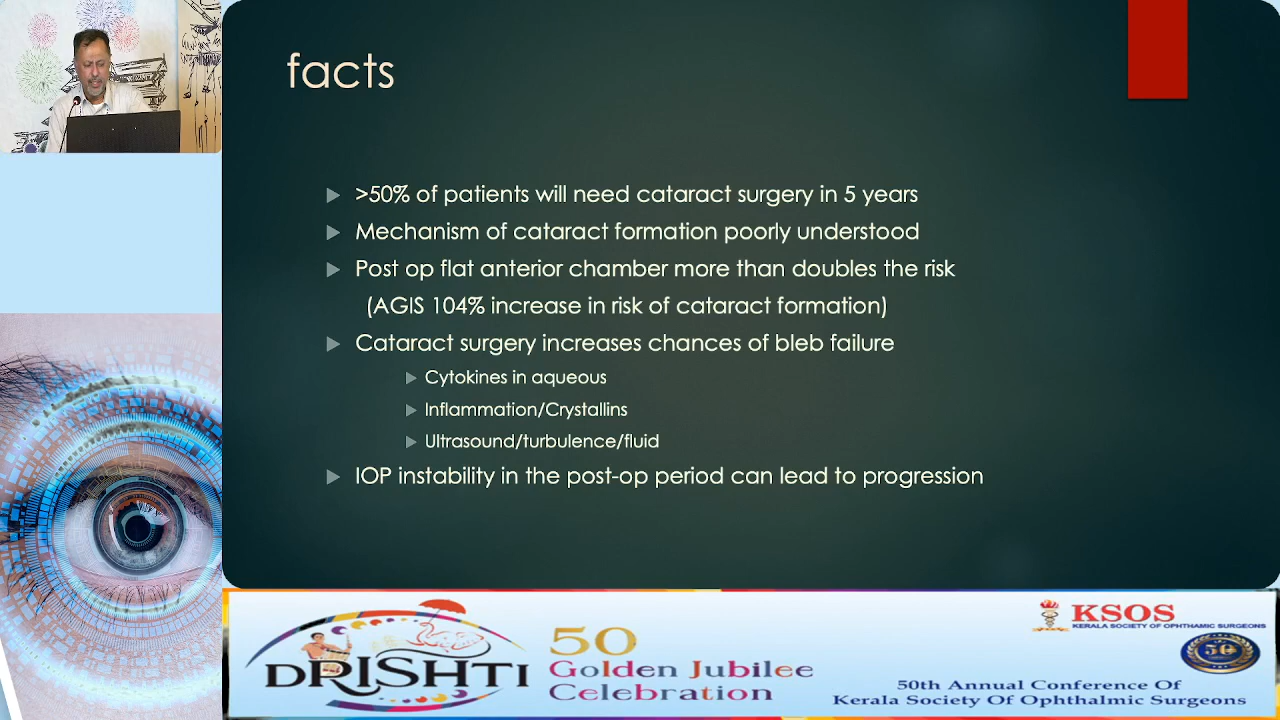 facts
>50% of patients will need cataract surgery in 5 years
Mechanism of cataract formation poorly understood
Post op flat anterior chamber more than doubles the risk
(AGIS 104% increase in risk of cataract formation)
Cataract surgery increases chances of bleb failure
Cytokines in aqueous
Inflammation/Crystallins
Ultrasound/turbulence/fluid
IOP instability in the post-op period can lead to progression
DRISHTI
50
Golden Jubilee
Celebration
KSOS
KERALA SOCIETY OF OPHTHAMIC SURGEONS
50
50th Annual Conference Of
Kerala Society Of Ophthalmic Surgeons